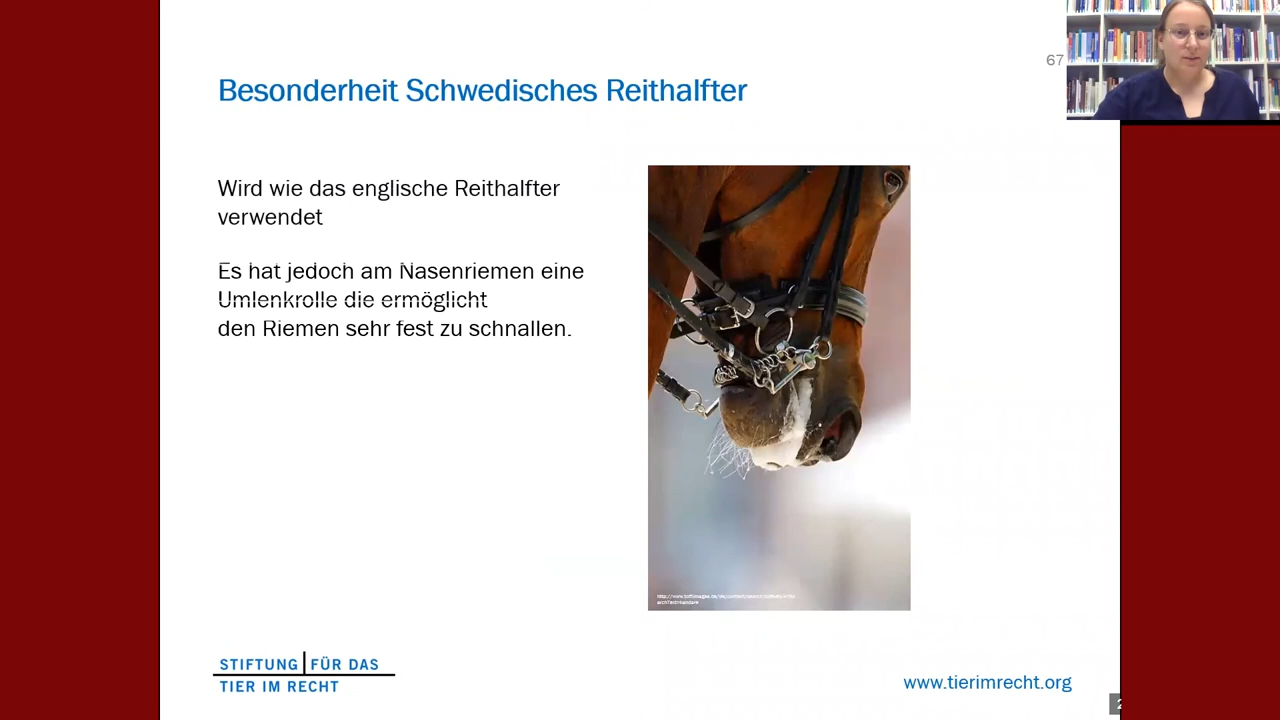 Besonderheit Schwedisches Reithalfter
67
Wird wie das englische Reithalfter
verwendet
Es hat jedoch am Nasenriemen eine
Umlenkrolle die ermöglicht
den Riemen sehr fest zu schnallen.
STIFTUNG FÜR DAS
TIER IM RECHT
www.tierimrecht.org
2